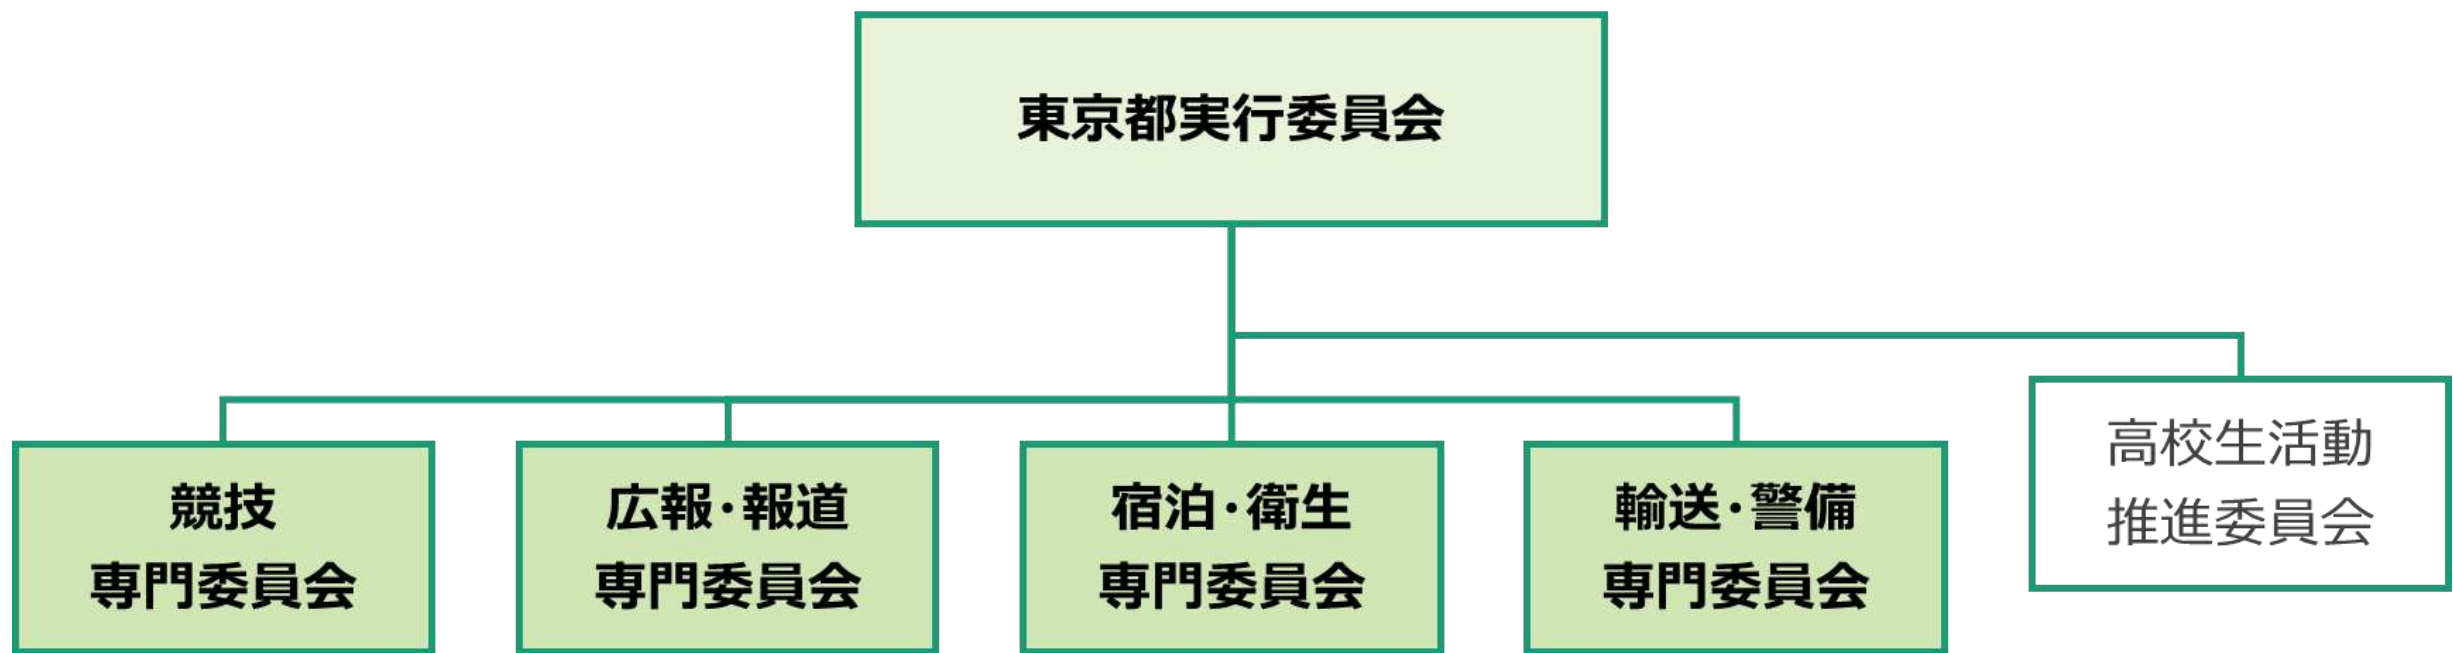 東京都実行委員会
競技
専門委員会
広報・報道
専門委員会
宿泊・衛生
専門委員会
輸送・警備
専門委員会
高校生活動
推進委員会